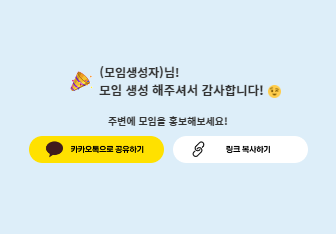 (모임생성자)님!
모임 생성 해주셔서 감사합니다! 😉
주변에 모임을 홍보해보세요!
카카오톡으로 공유하기
링크 복사하기